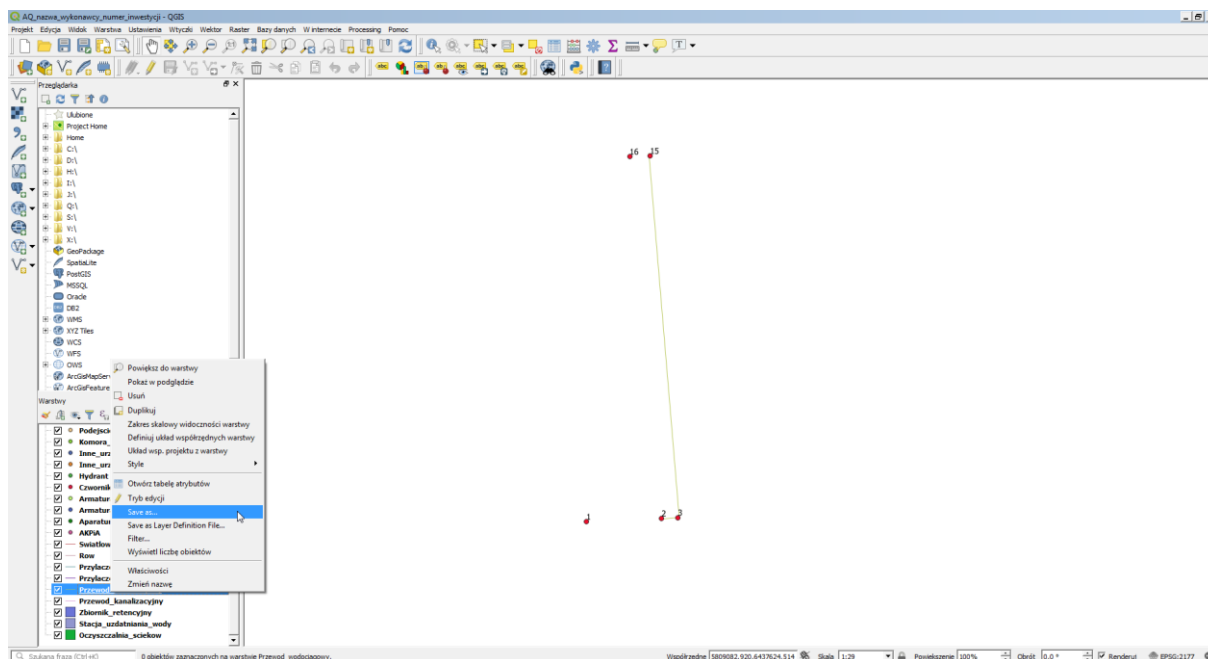 AQ_nazwa_wykonawcy_numer_inwestycji - QGIS
Projekt Edycja Widok Warstwa Ustawienia Wtyczki Wektor Raster Bazy danych W internecie Processing Pomoc
Przeglądarka
Ulubione
Project Home
Home
C:\
D:\
H:\
I:\
J:\
Q:\
S:\
V:\
X:\
GeoPackage
SpatiaLite
PostGIS
MSSQL
Oracle
DB2
WMS
XYZ Tiles
WCS
WFS
OWS
ArcGisMapSer
ArcGisFeature
Warstwy
Podejsci
Komora_
Inne_urz
Inne_urz
Hydrant
Czwornik
Armatur
Armatur
Aparatur
AKPiA
Swiatlow
Row
Przylacz
Przylacz
Przewod_
Przewod_kanalizacyjny
Zbiornik_retencyjny
Stacja_uzdatniania_wody
Oczyszczalnia_sciekow
Powiększ do warstwy
Pokaż w podglądzie
Usuń
Duplikuj
Zakres skalowy widoczności warstwy
Definiuj układ współrzędnych warstwy
Układ wsp. projektu z warstwy
Style
Otwórz tabelę atrybutów
Tryb edycji
Save as...
Save as Layer Definition File...
Filter...
Wyświetl liczbę obiektów
Właściwości
Zmień nazwę
16 15
1 2 3
Szukana fraza (Ctrl+K) 0 obiektów zaznaczonych na warstwie Przewod_wodociagowy. Współrzędne 5809082.920,6437624.514 Skala 1:29 Powiększenie 100% Obrót 0,0 ° Renderuj EPSG:2177